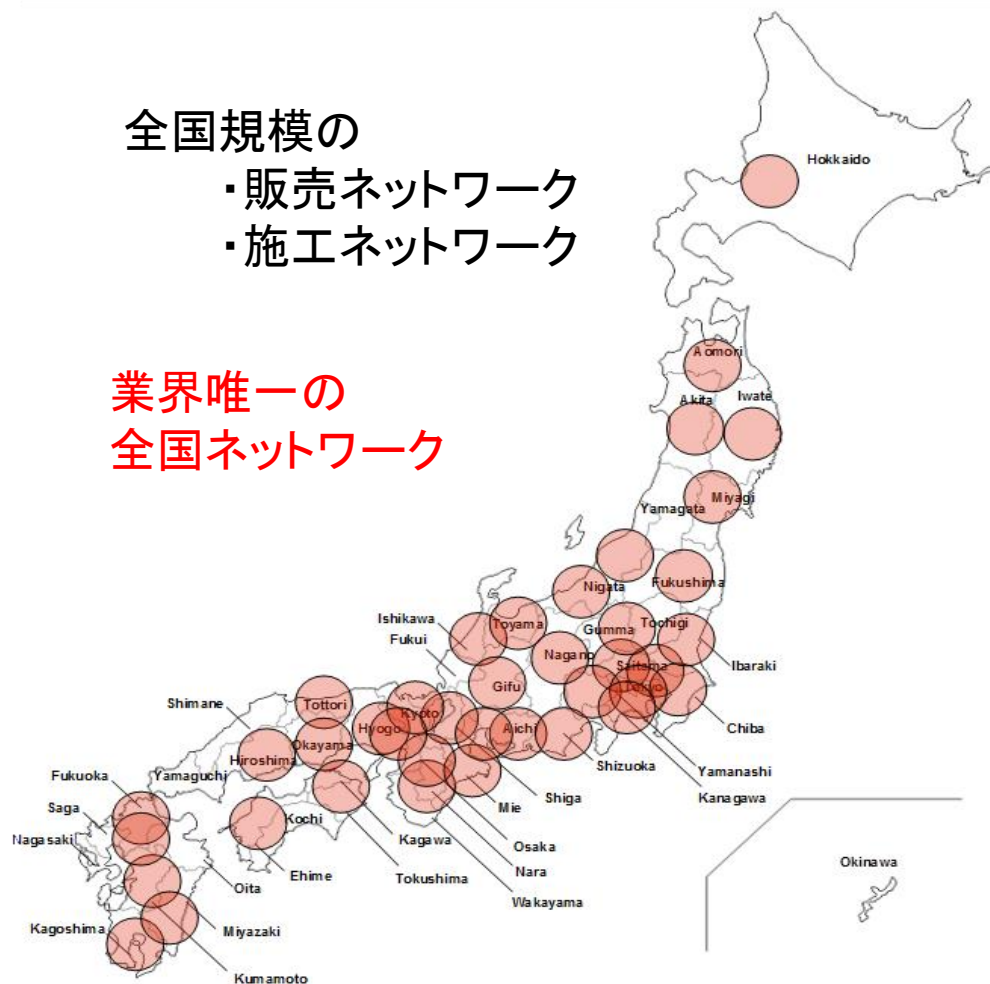 全国規模の
・販売ネットワーク
・施工ネットワーク
業界唯一の
全国ネットワーク
Hokkaido
Aomori
Akita
Iwate
Miyagi
Yamagata
Nigata
Fukushima
Ishikawa
Toyama
Gumma
Tochigi
Fukui
Nagano
Saitama
Ibaraki
Gifu
Tokyo
Shimane
Tottori
Kyoto
Chiba
Hyogo
Aichi
Okayama
Hiroshima
Shizuoka
Yamanashi
Fukuoka
Yamaguchi
Kanagawa
Shiga
Mie
Saga
Kochi
Nagasaki
Kagawa
Osaka
Ehime
Nara
Tokushima
Oita
Wakayama
Okinawa
Kagoshima
Miyazaki
Kumamoto